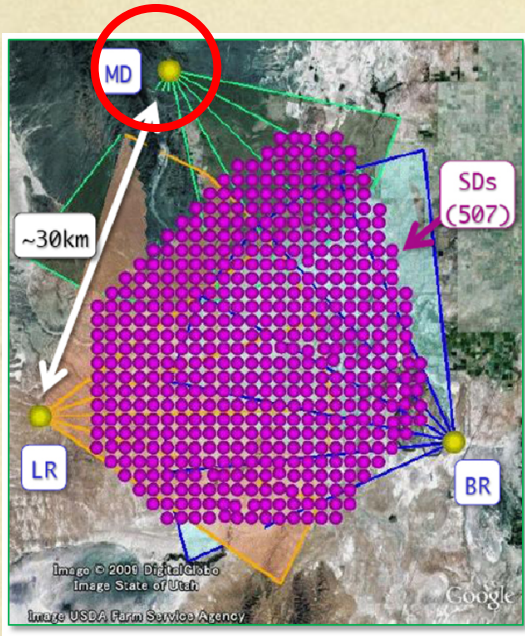 MD
SDs
(507)
~30km
LR
BR
Image © 2009 DigitalGlobe
Image State of Utah
Image USDA Farm Service Agency
Google